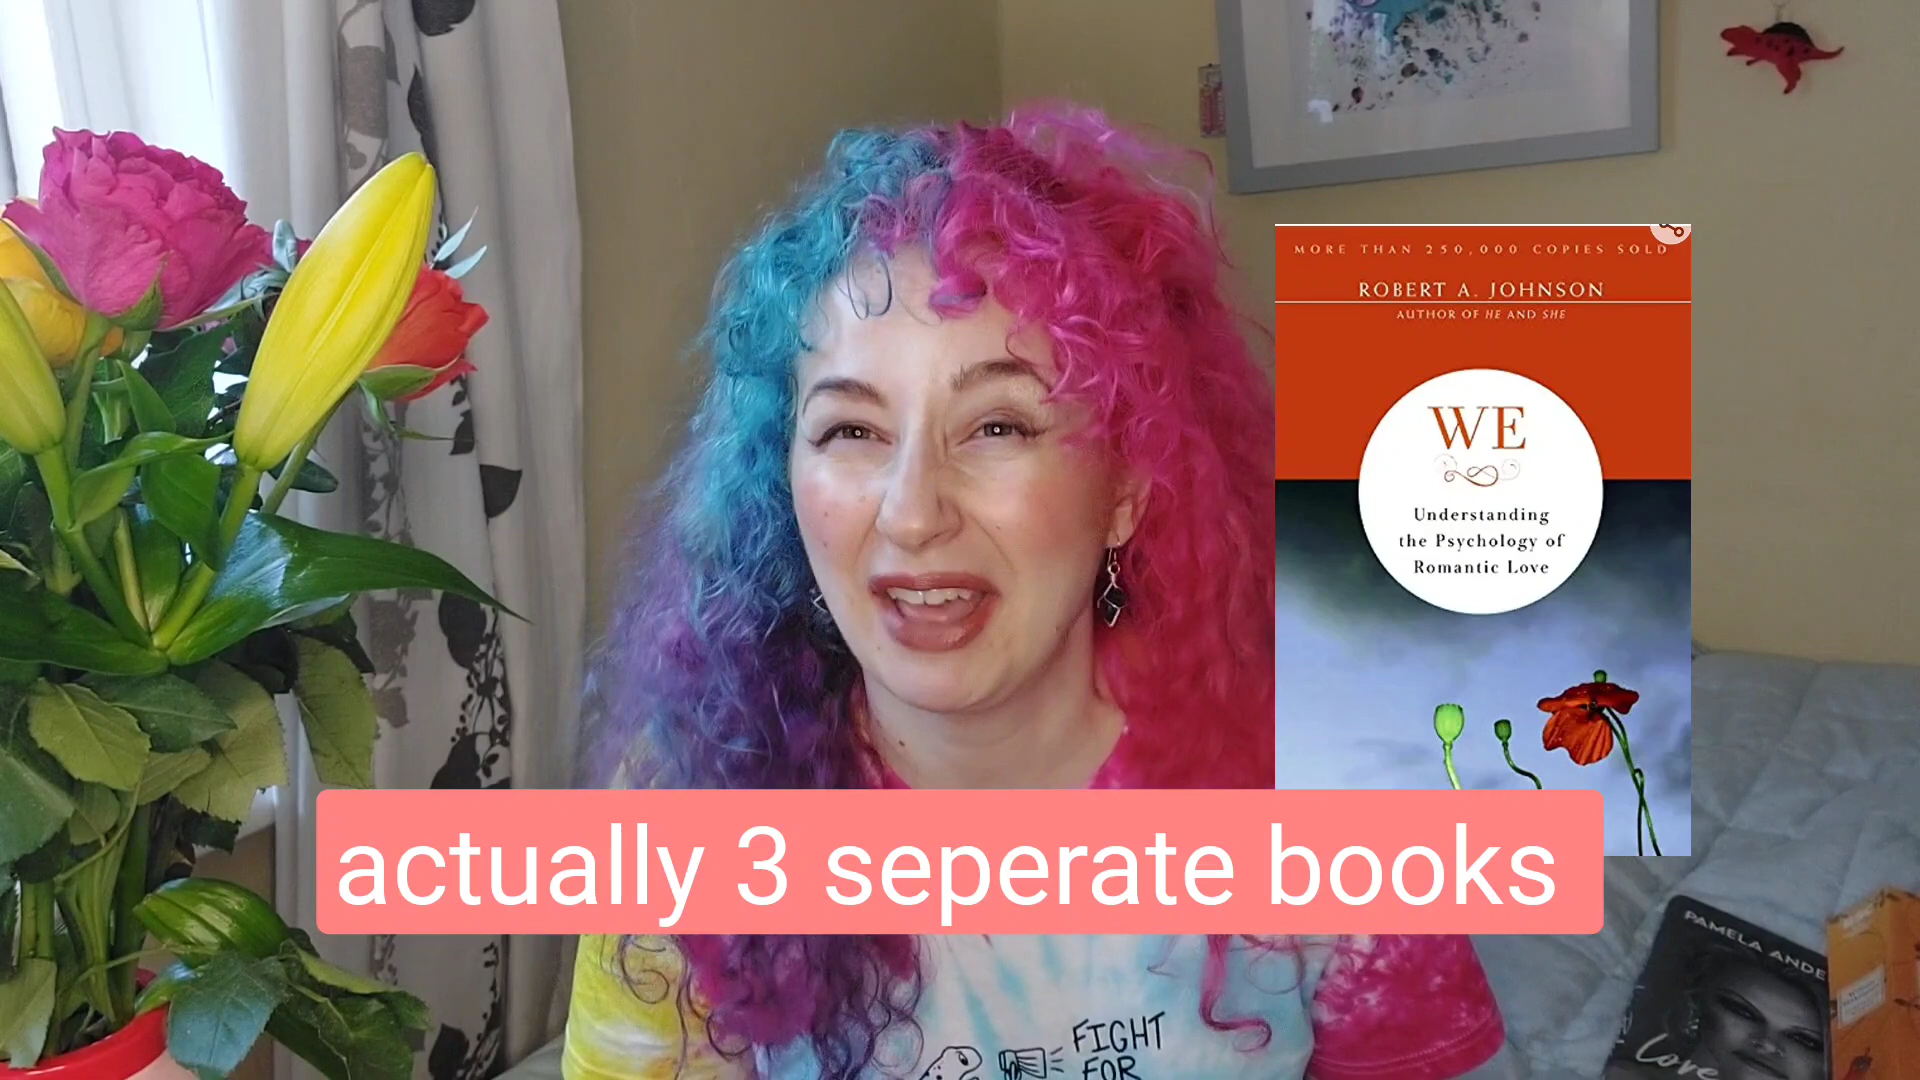 MORE THAN 250,000 COPIES SOLD
ROBERT A. JOHNSON
AUTHOR OF HE AND SHE
WE
Understanding
the Psychology of
Romantic Love
actually 3 seperate books
PAMELA ANDE
Love
FIGHT
FOR